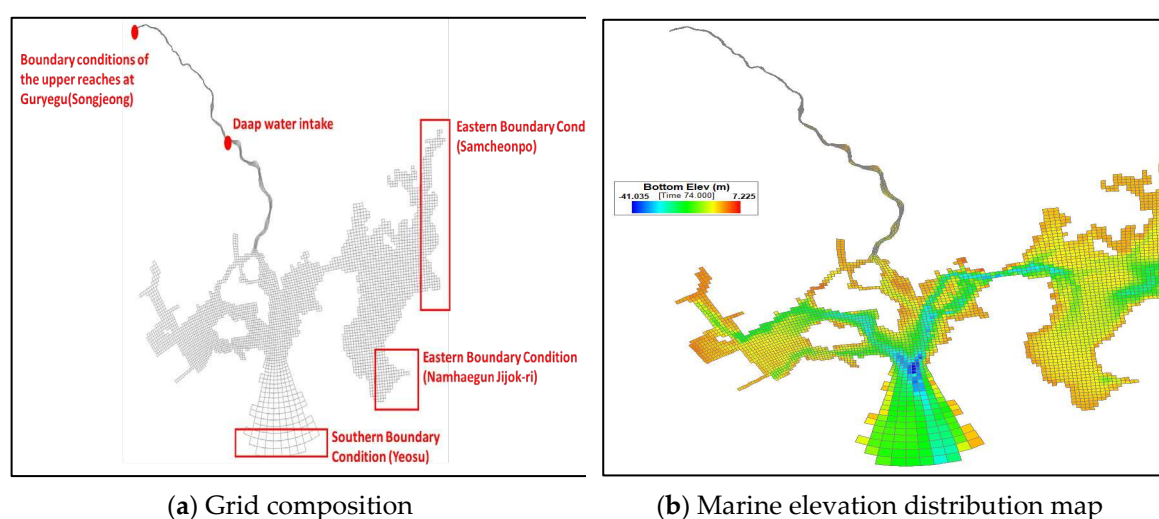 Boundary conditions of
the upper reaches at
Guryegu(Songjeong)
Daap water intake
Eastern Boundary Cond
(Samcheonpo)
Eastern Boundary Condition
(Namhaegun Jijok-ri)
Southern Boundary
Condition (Yeosu)
(a) Grid composition
Bottom Elev (m)
-41.035 [Time 74.000] 7.225
(b) Marine elevation distribution map